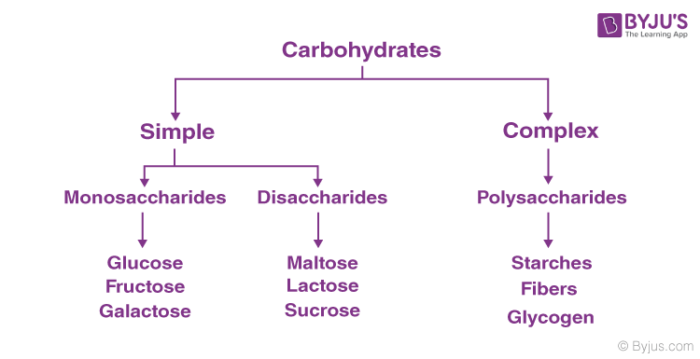 BYJU'S
The Learning App
Carbohydrates
Simple
Complex
Monosaccharides
Disaccharides
Polysaccharides
Glucose
Fructose
Galactose
Maltose
Lactose
Sucrose
Starches
Fibers
Glycogen
© Byjus.com